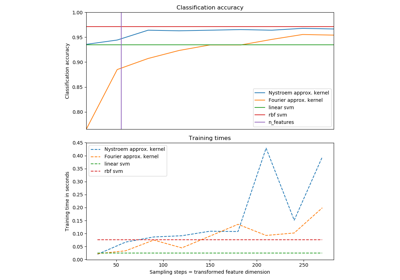 Classification accuracy
1.00
0.95
0.90
0.85
0.80
Classification accuracy
Nystroem approx. kernel
Fourier approx. kernel
linear svm
rbf svm
n_features
Training times
0.45
0.40
0.35
0.30
0.25
0.20
0.15
0.10
0.05
0.00
Training time in seconds
Nystroem approx. kernel
Fourier approx. kernel
linear svm
rbf svm
50 100 150 200 250
Sampling steps = transformed feature dimension